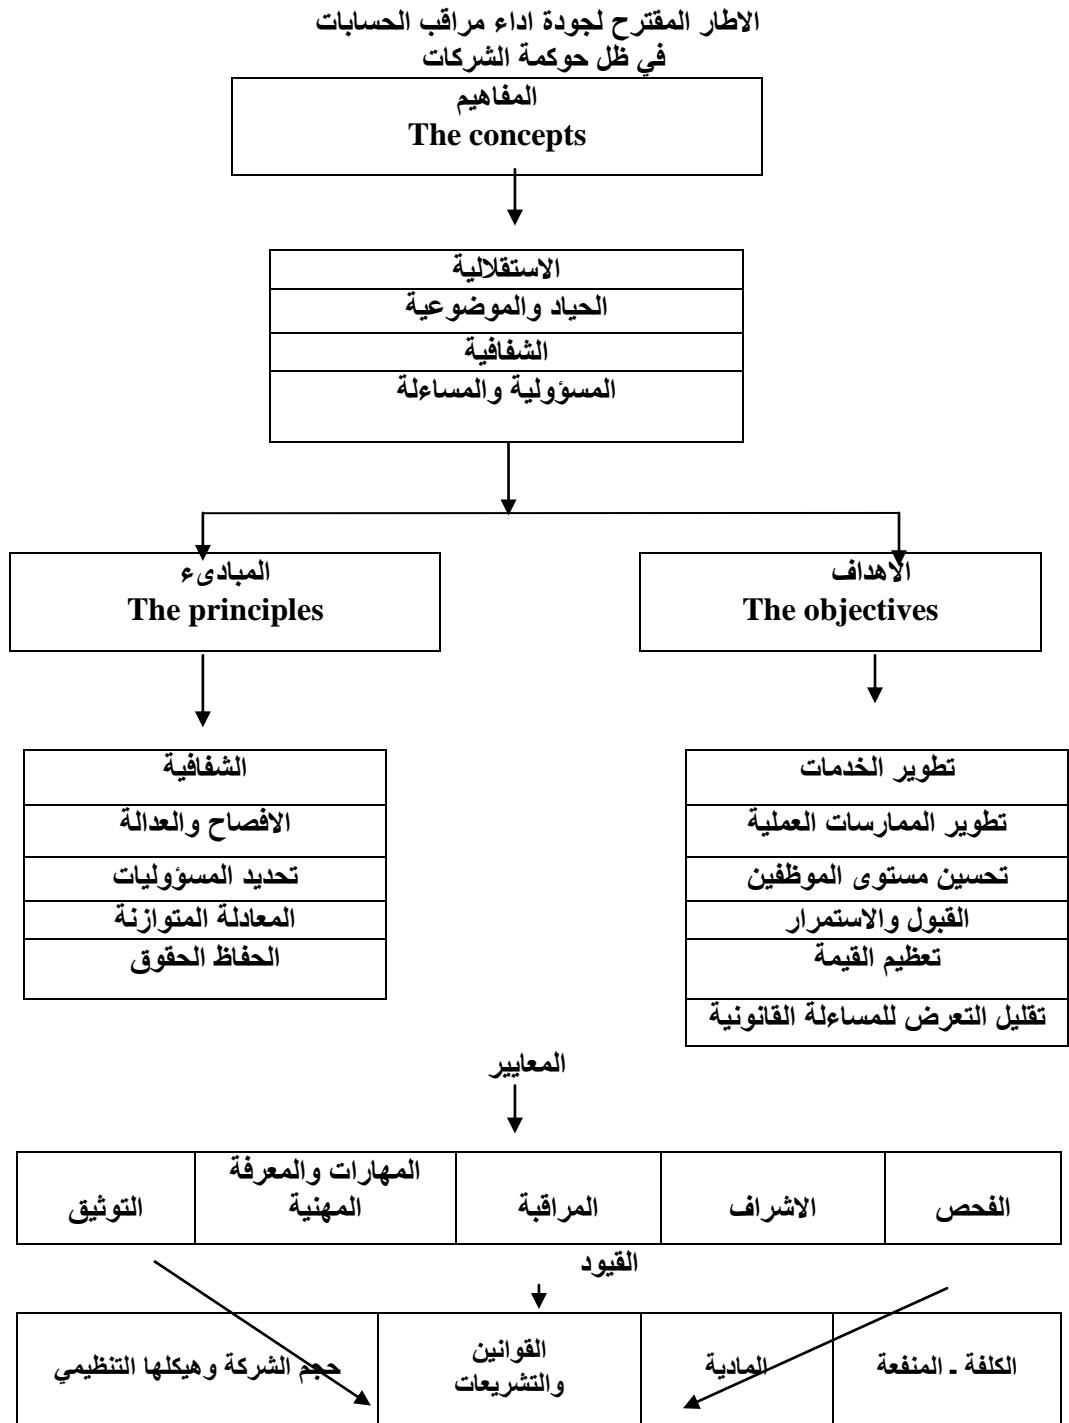 الاطار المقترح لجودة اداء مراقب الحسابات
في ظل حوكمة الشركات
المفاهيم
The concepts
الاستقلالية
الحياد والموضوعية
الشفافية
المسؤولية والمساءلة
الاهداف
The objectives
المبادىء
The principles
تطوير الخدمات
تطوير الممارسات العملية
تحسين مستوى الموظفين
القبول والاستمرار
تعظيم القيمة
تقليل التعرض للمساءلة القانونية
الشفافية
الافصاح والعدالة
تحديد المسؤوليات
المعادلة المتوازنة
الحفاظ الحقوق
المعايير
الفحص
الاشراف
المراقبة
المهارات والمعرفة
المهنية
التوثيق
القيود
الكلفة ـ المنفعة
المادية
القوانين
والتشريعات
حجم الشركة وهيكلها التنظيمي